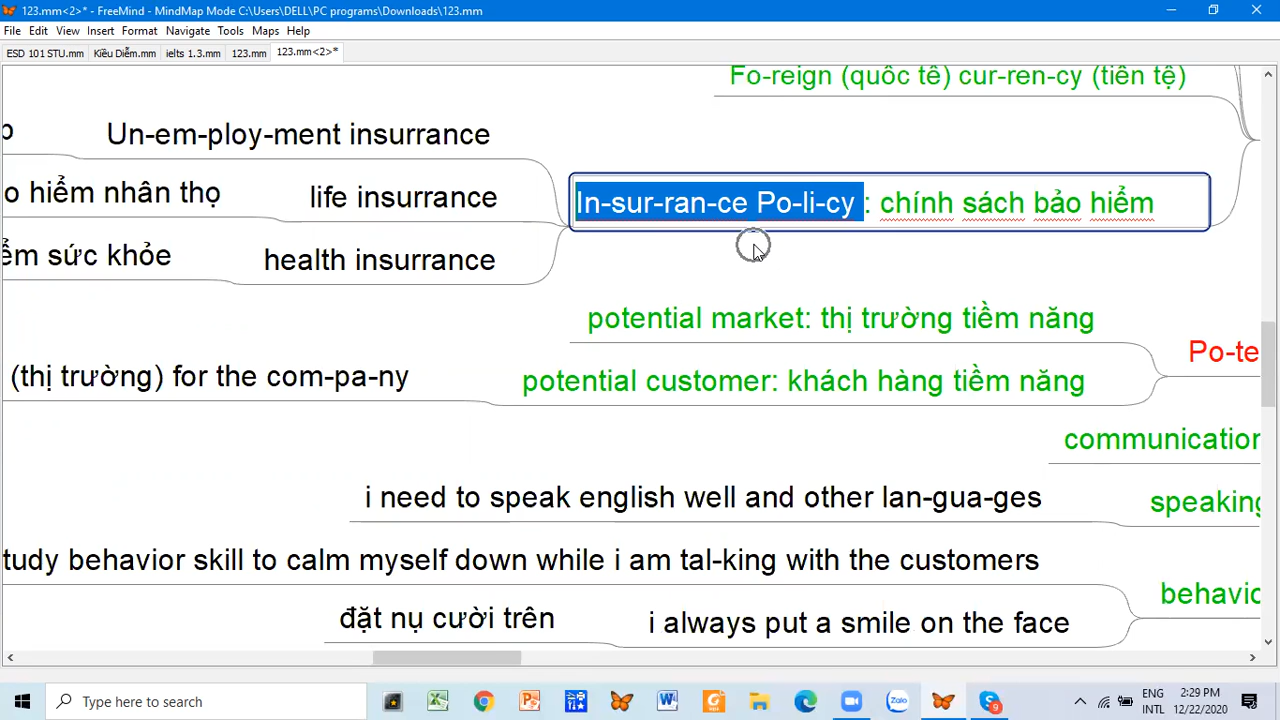 123.mm<2>* - FreeMind - MindMap Mode C:\Users\DELL\PC programs\Downloads\123.mm
File Edit View Insert Format Navigate Tools Maps Help
ESD 101 STU.mm Kiều Diễm.mm ielts 1.3.mm 123.mm 123.mm<2>*
Fo-reign (quốc tế) cur-ren-cy (tiền tệ)
Un-em-ploy-ment insurrance
o hiểm nhân thọ life insurrance
In-sur-ran-ce Po-li-cy : chính sách bảo hiểm
ểm sức khỏe health insurrance
potential market: thị trường tiềm năng
Po-te
(thị trường) for the com-pa-ny potential customer: khách hàng tiềm năng
communication
i need to speak english well and other lan-gua-ges speaking
tudy behavior skill to calm myself down while i am tal-king with the customers
behavio
đặt nụ cười trên i always put a smile on the face
Type here to search
ENG 2:29 PM
INTL 12/22/2020